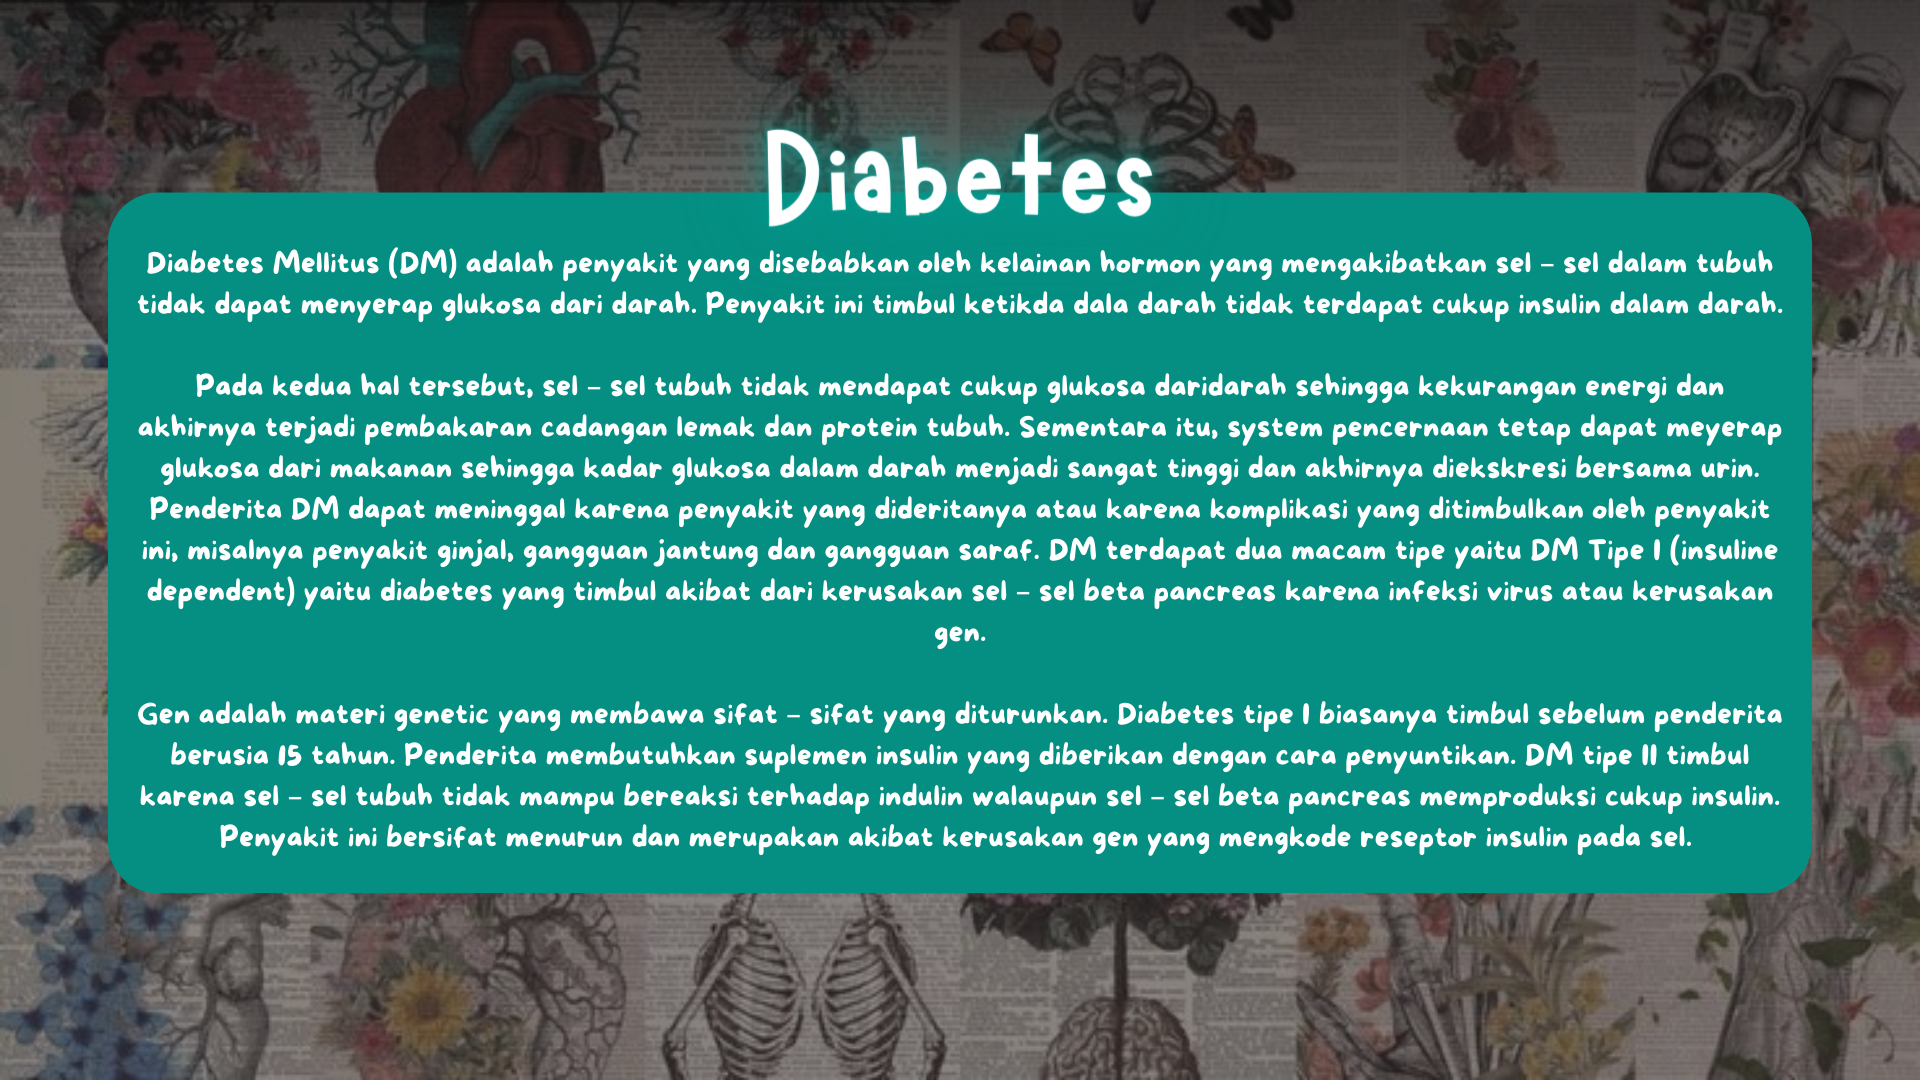 Diabetes
Diabetes Mellitus (DM) adalah penyakit yang disebabkan oleh kelainan hormon yang mengakibatkan sel – sel dalam tubuh
tidak dapat menyerap glukosa dari darah. Penyakit ini timbul ketikda dala darah tidak terdapat cukup insulin dalam darah.
Pada kedua hal tersebut, sel – sel tubuh tidak mendapat cukup glukosa daridarah sehingga kekurangan energi dan
akhirnya terjadi pembakaran cadangan lemak dan protein tubuh. Sementara itu, system pencernaan tetap dapat meyerap
glukosa dari makanan sehingga kadar glukosa dalam darah menjadi sangat tinggi dan akhirnya diekskresi bersama urin.
Penderita DM dapat meninggal karena penyakit yang dideritanya atau karena komplikasi yang ditimbulkan oleh penyakit
ini, misalnya penyakit ginjal, gangguan jantung dan gangguan saraf. DM terdapat dua macam tipe yaitu DM Tipe I (insuline
dependent) yaitu diabetes yang timbul akibat dari kerusakan sel – sel beta pancreas karena infeksi virus atau kerusakan
gen.
Gen adalah materi genetic yang membawa sifat – sifat yang diturunkan. Diabetes tipe I biasanya timbul sebelum penderita
berusia 15 tahun. Penderita membutuhkan suplemen insulin yang diberikan dengan cara penyuntikan. DM tipe II timbul
karena sel – sel tubuh tidak mampu bereaksi terhadap indulin walaupun sel – sel beta pancreas memproduksi cukup insulin.
Penyakit ini bersifat menurun dan merupakan akibat kerusakan gen yang mengkode reseptor insulin pada sel.